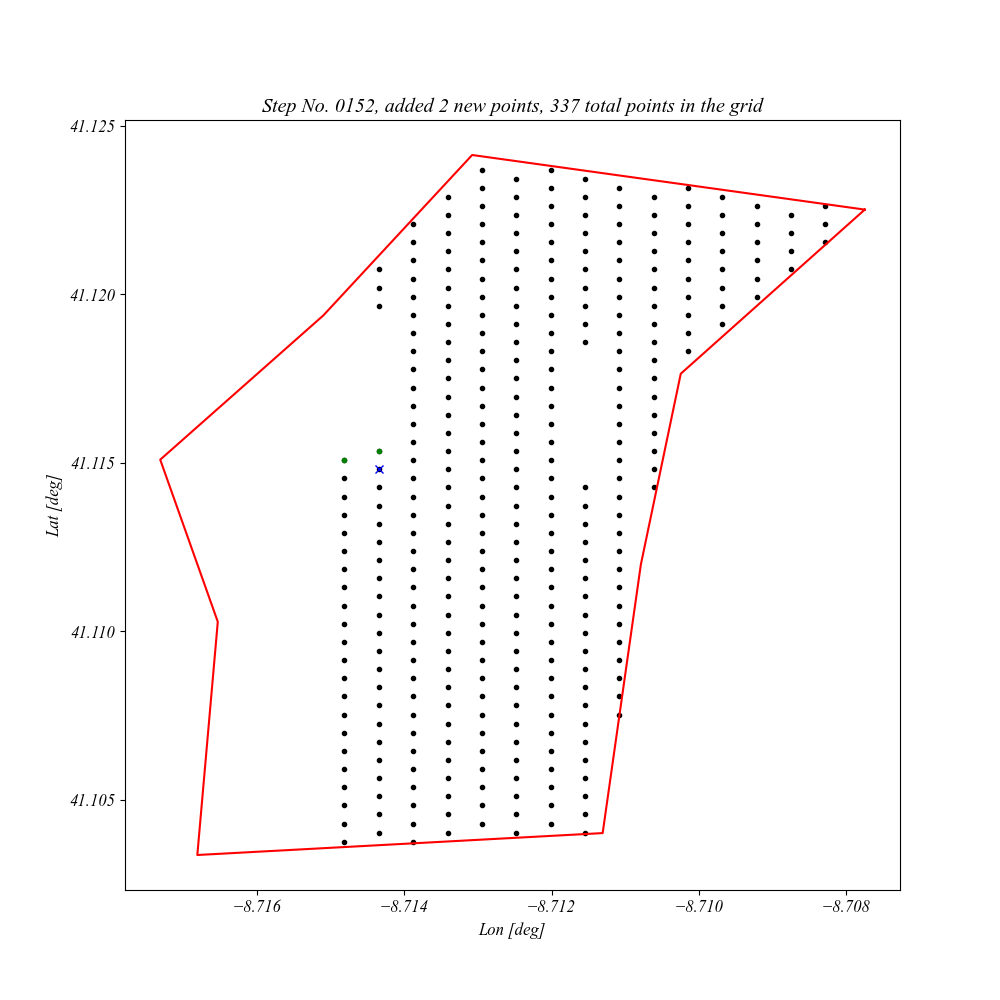 Step No. 0152, added 2 new points, 337 total points in the grid
41.125
41.120
41.115
41.110
41.105
Lat [deg]
−8.716 −8.714 −8.712 −8.710 −8.708
Lon [deg]